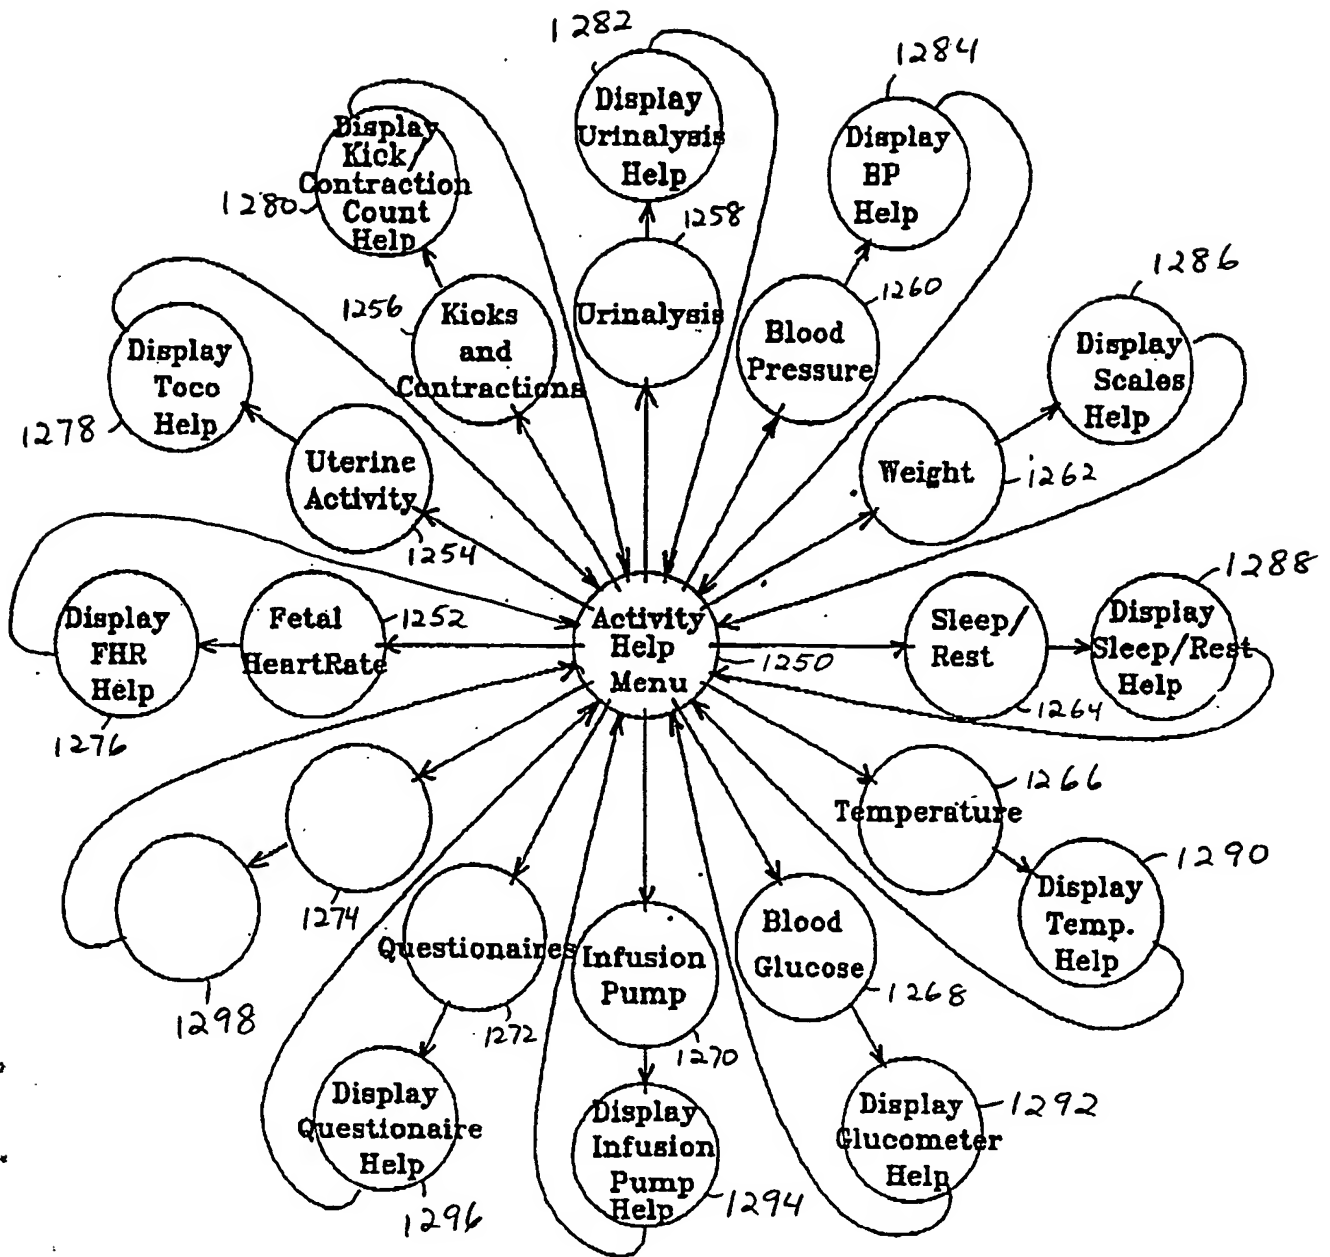 1282
Display
Urinalysis
Help
1284
Display
BP
Help
Display
Kick/
Contraction
Count
Help
1280
1258
Urinalysis
1286
Display
Scales
Help
1256
Kicks
and
Contractions
1260
Blood
Pressure
Display
Toco
Help
1278
Uterine
Activity
1254
Weight
1262
1288
Display
Sleep/Rest
Help
Display
FHR
Help
1276
Fetal
HeartRate
1252
Activity
Help
Menu
1250
Sleep/
Rest
1264
1266
Temperature
1290
Display
Temp.
Help
1274
1298
Questionaires
1272
Infusion
Pump
1270
Blood
Glucose
1268
Display
Questionaire
Help
1296
Display
Infusion
Pump
Help
1294
Display
Glucometer
Help
1292